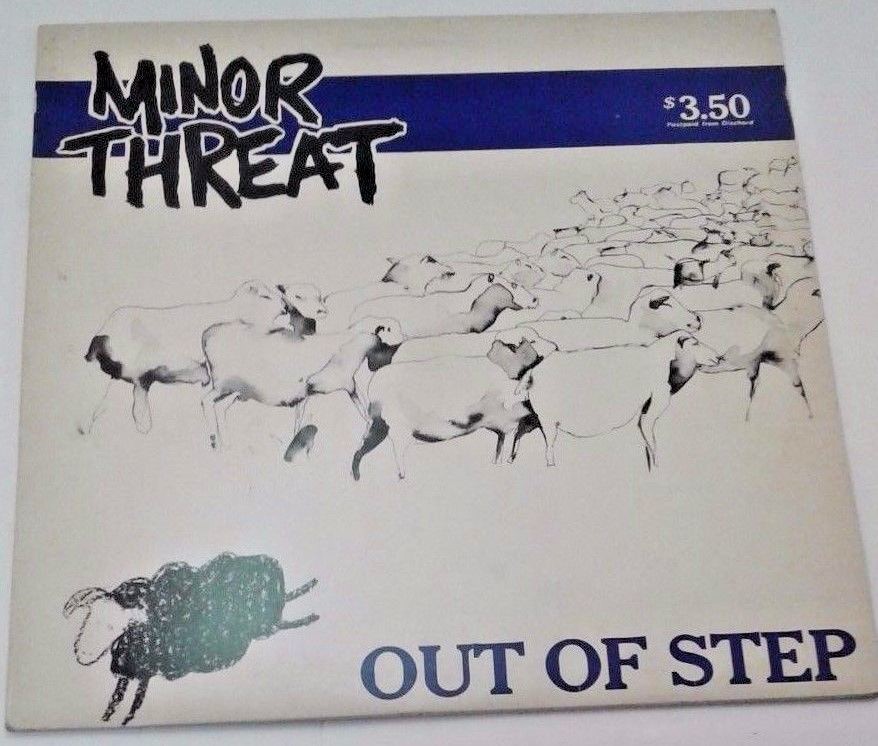 MINOR
THREAT
$3.50
Postpaid from Dischord
OUT OF STEP